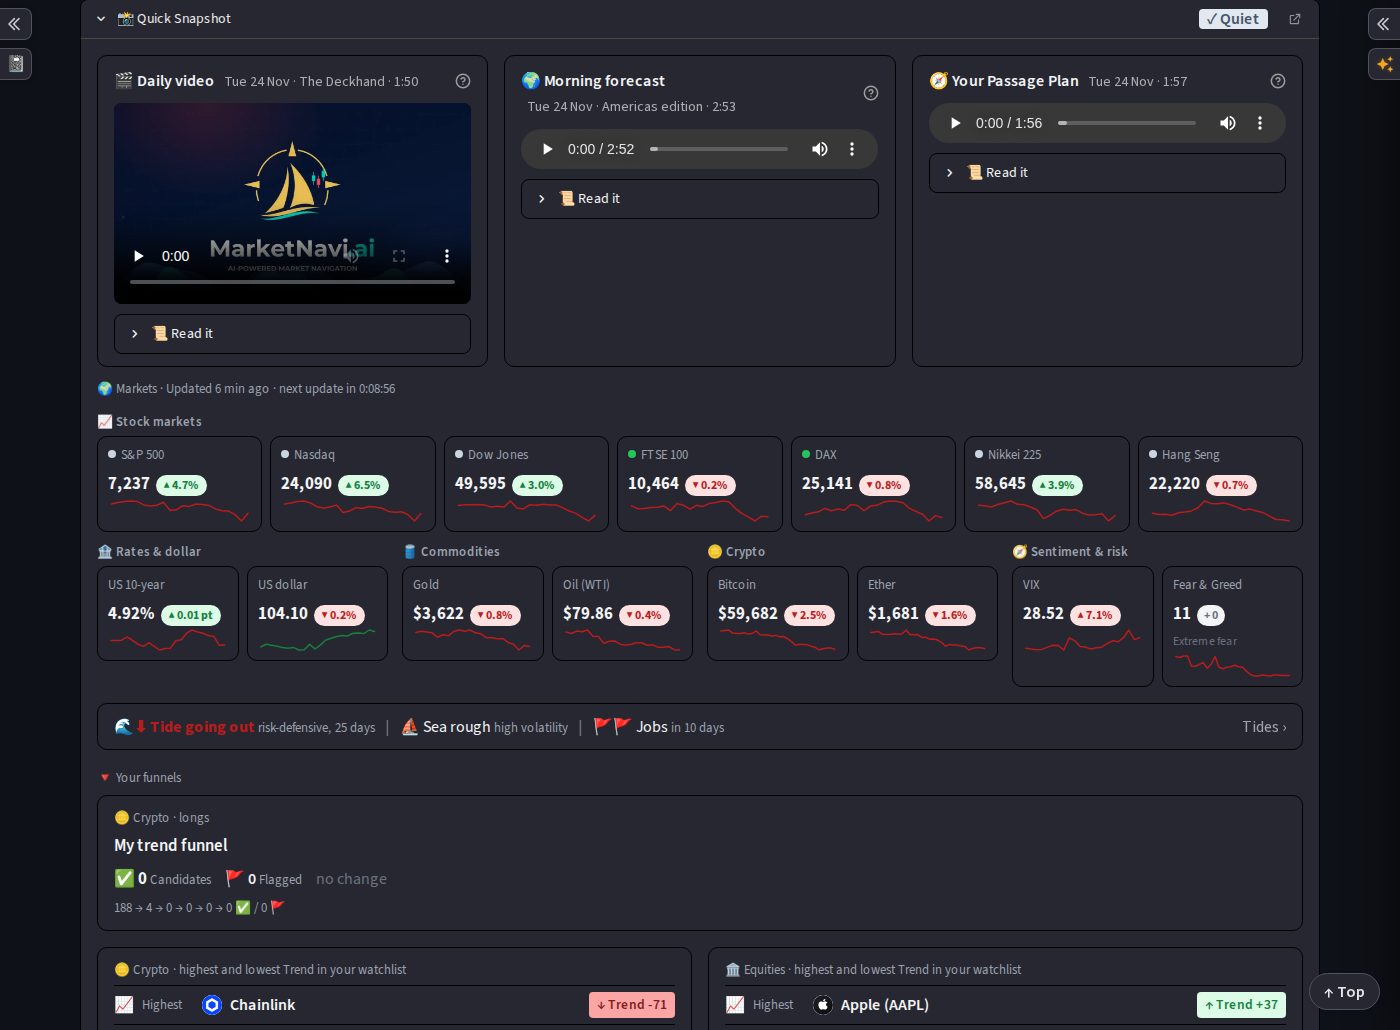 Quick Snapshot
✓ Quiet
Daily video Tue 24 Nov · The Deckhand · 1:50
MarketNavi.ai
AI-POWERED MARKET NAVIGATION
0:00
Read it
Morning forecast
Tue 24 Nov · Americas edition · 2:53
0:00 / 2:52
Read it
Your Passage Plan Tue 24 Nov · 1:57
0:00 / 1:56
Read it
Markets · Updated 6 min ago · next update in 0:08:56
Stock markets
S&P 500
7,237 ▲4.7%
Nasdaq
24,090 ▲6.5%
Dow Jones
49,595 ▲3.0%
FTSE 100
10,464 ▼0.2%
DAX
25,141 ▼0.8%
Nikkei 225
58,645 ▲3.9%
Hang Seng
22,220 ▼0.7%
Rates & dollar
US 10-year
4.92% ▲0.01 pt
US dollar
104.10 ▼0.2%
Commodities
Gold
$3,622 ▼0.8%
Oil (WTI)
$79.86 ▼0.4%
Crypto
Bitcoin
$59,682 ▼2.5%
Ether
$1,681 ▼1.6%
Sentiment & risk
VIX
28.52 ▲7.1%
Fear & Greed
11 +0
Extreme fear
Tide going out risk-defensive, 25 days | Sea rough high volatility | Jobs in 10 days
Tides ›
Your funnels
Crypto · longs
My trend funnel
0 Candidates 0 Flagged no change
188 → 4 → 0 → 0 → 0 → 0 ✅ / 0 🚩
Crypto · highest and lowest Trend in your watchlist
Highest Chainlink ↓ Trend -71
Equities · highest and lowest Trend in your watchlist
Highest Apple (AAPL) ↑ Trend +37
↑ Top